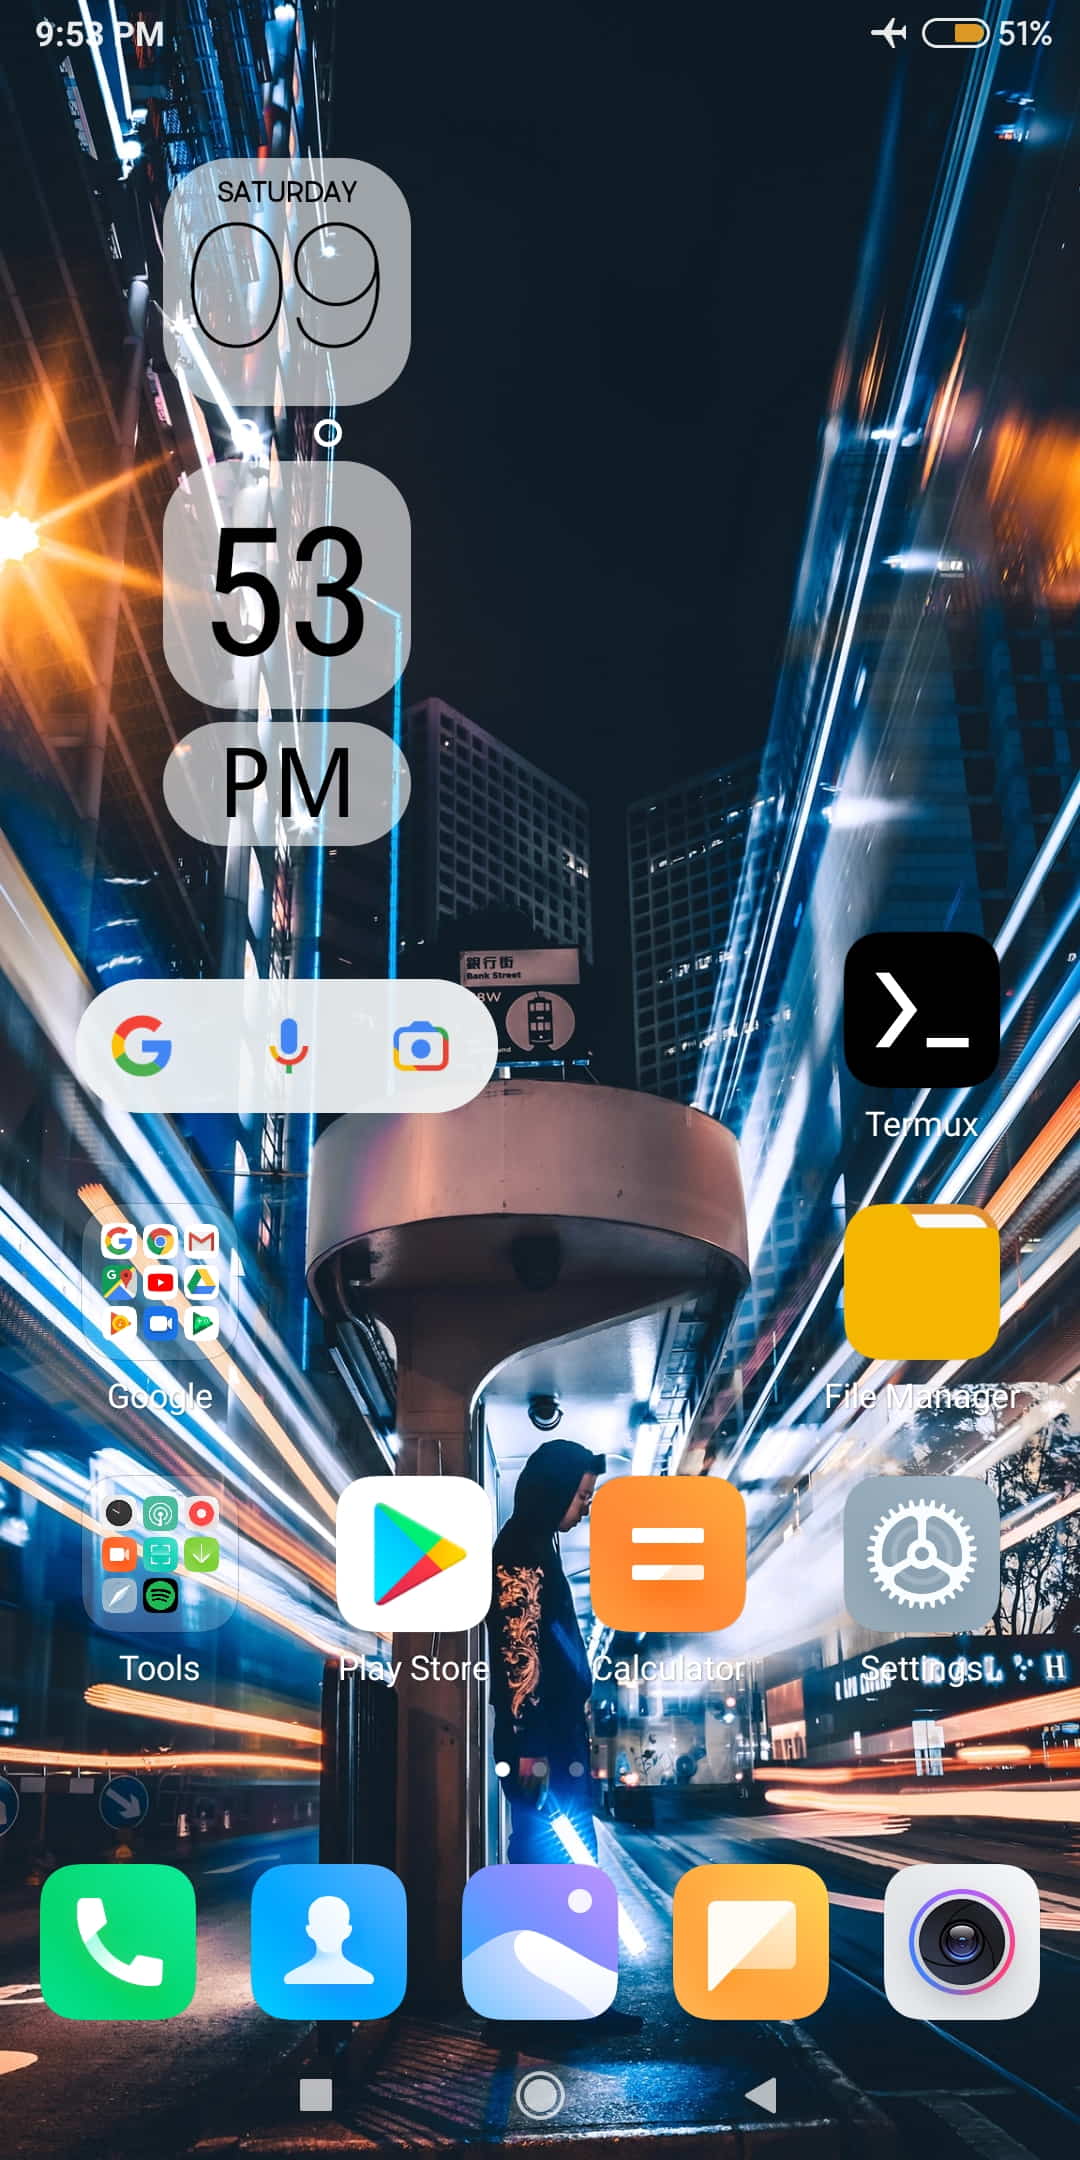 9:53 PM
51%
SATURDAY
09
53
PM
銀行街
Bank Street
Termux
Google
File Manager
Tools
Play Store
Calculator
Settings